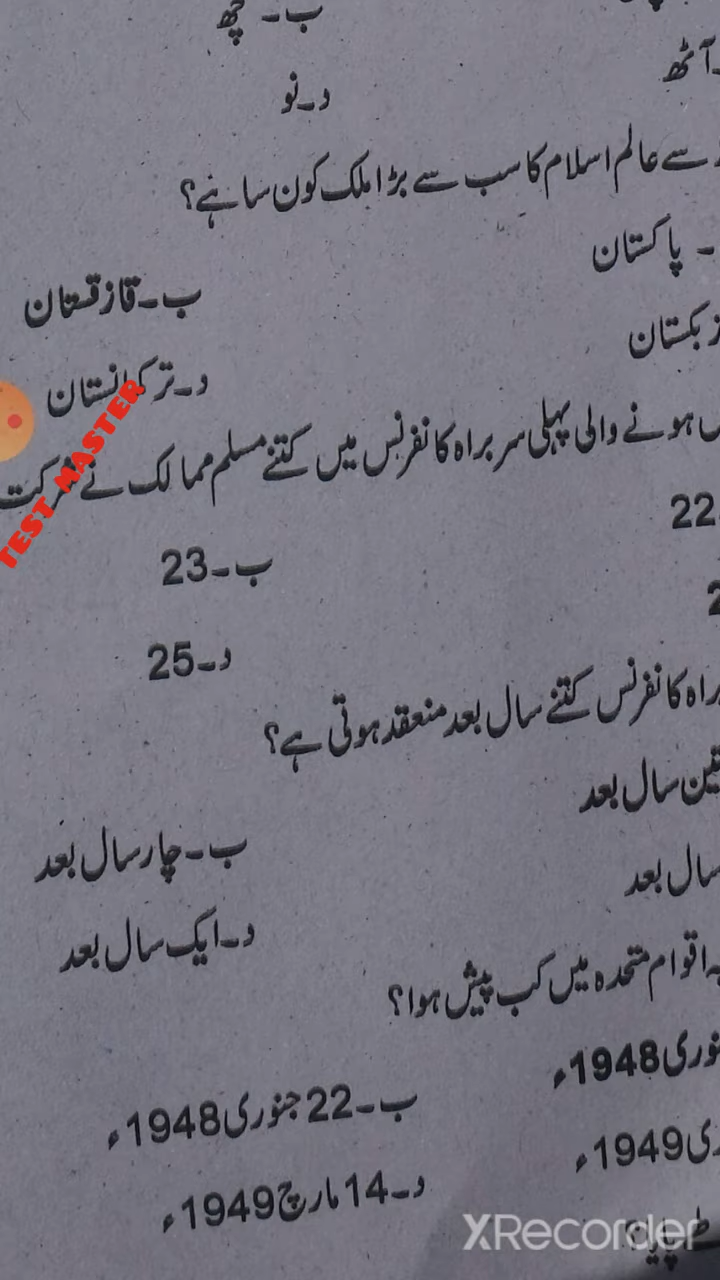 ب۔ چھ
آٹھ
د۔ نو
سے عالم اسلام کا سب سے بڑا ملک کون سا ہے؟
۔ پاکستان
ب۔ قازقستان
زبکستان
د۔ ترکمانستان
ہونے والی پہلی سربراہ کانفرنس میں کتنے مسلم ممالک نے شرکت
22
ب۔ 23
2
د۔ 25
راہ کانفرنس کتنے سال بعد منعقد ہوتی ہے؟
تین سال بعد
ب۔ چار سال بعد
سال بعد
د۔ ایک سال بعد
اقوام متحدہ میں کب پیش ہوا؟
نوری 1948ء
ب۔ 22 جنوری 1948ء
ری 1949ء
د۔ 14 مارچ 1949ء
TEST MASTER
XRecorder